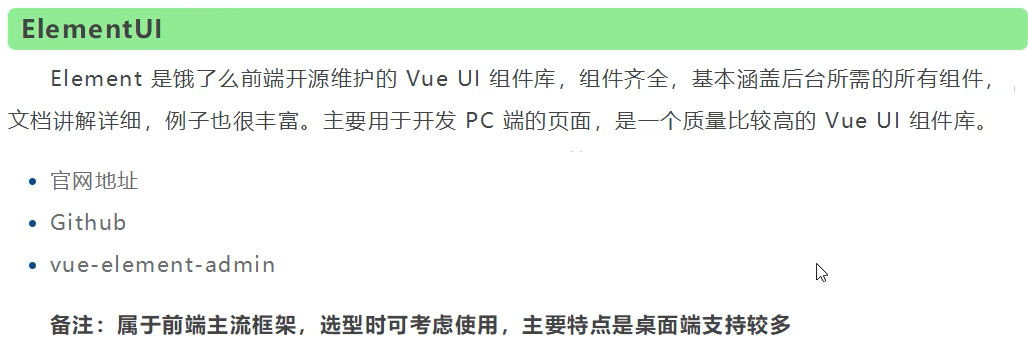 ElementUI
Element 是饿了么前端开源维护的 Vue UI 组件库，组件齐全，基本涵盖后台所需的所有组件，
文档讲解详细，例子也很丰富。主要用于开发 PC 端的页面，是一个质量比较高的 Vue UI 组件库。
官网地址
Github
vue-element-admin
备注：属于前端主流框架，选型时可考虑使用，主要特点是桌面端支持较多